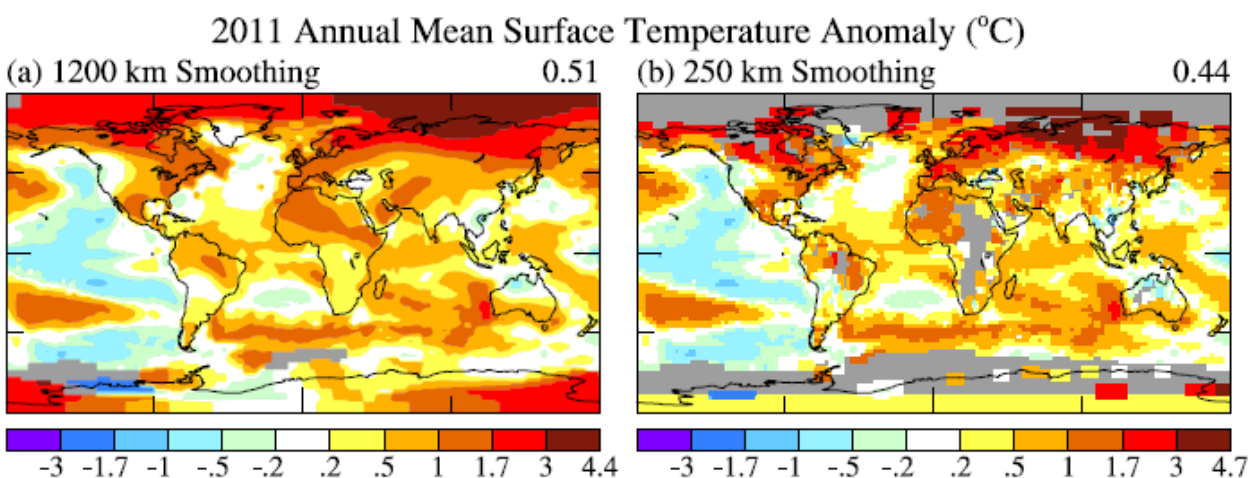 2011 Annual Mean Surface Temperature Anomaly (°C)
(a) 1200 km Smoothing 0.51
(b) 250 km Smoothing 0.44
-3 -1.7 -1 -.5 -.2 .2 .5 1 1.7 3 4.4
-3 -1.7 -1 -.5 -.2 .2 .5 1 1.7 3 4.7